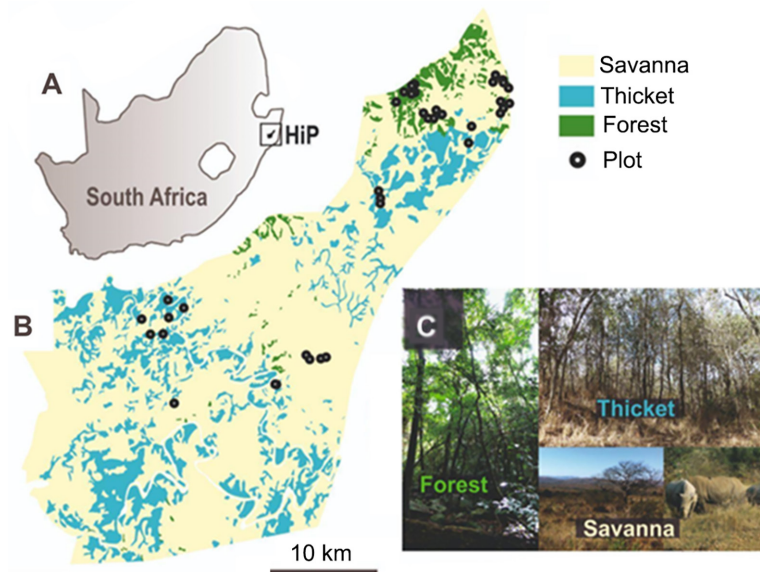 A
HiP
South Africa
Savanna
Thicket
Forest
Plot
B
C
Forest
Thicket
Savanna
10 km